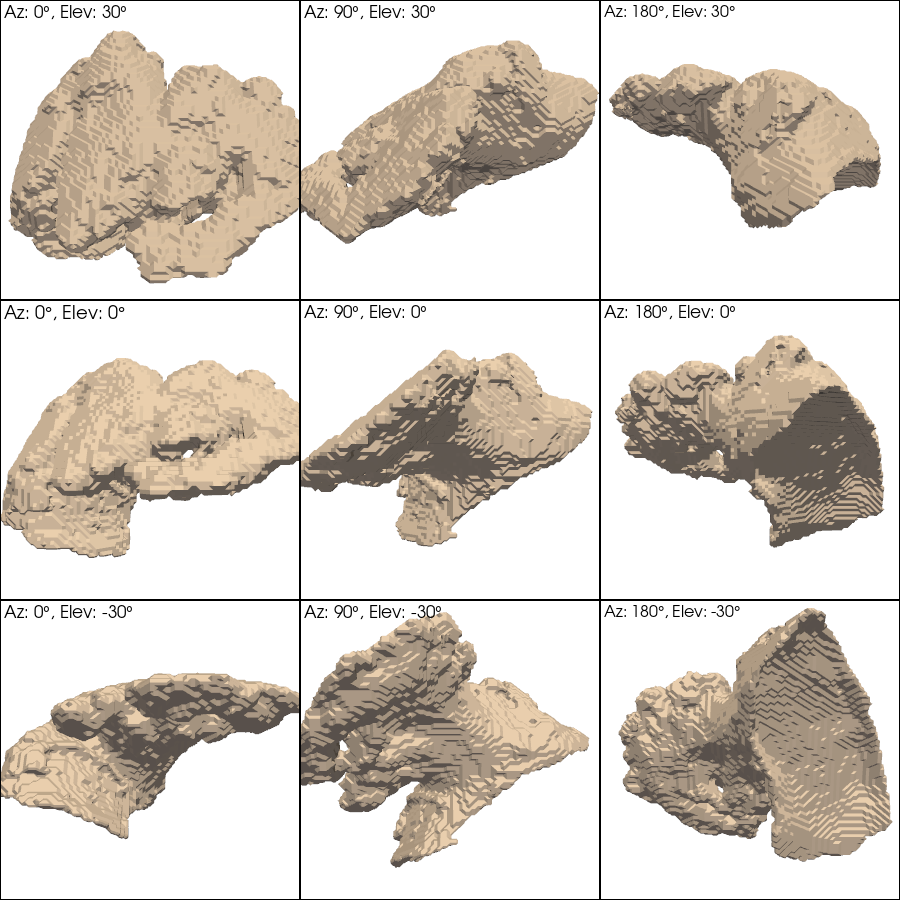 Az: 0°, Elev: 30°
Az: 90°, Elev: 30°
Az: 180°, Elev: 30°
Az: 0°, Elev: 0°
Az: 90°, Elev: 0°
Az: 180°, Elev: 0°
Az: 0°, Elev: -30°
Az: 90°, Elev: -30°
Az: 180°, Elev: -30°